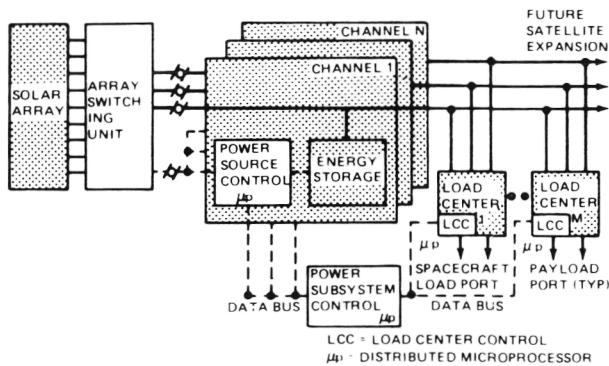 FUTURE
SATELLITE
EXPANSION
CHANNEL N
CHANNEL 1
SOLAR
ARRAY
ARRAY
SWITCH
ING
UNIT
POWER
SOURCE
CONTROL
μp
ENERGY
STORAGE
LOAD
CENTER
1
LCC
μp
LOAD
CENTER
M
LCC
μp
SPACECRAFT
LOAD PORT
PAYLOAD
PORT (TYP)
POWER
SUBSYSTEM
CONTROL
μp
DATA BUS
DATA BUS
LCC = LOAD CENTER CONTROL
μp - DISTRIBUTED MICROPROCESSOR